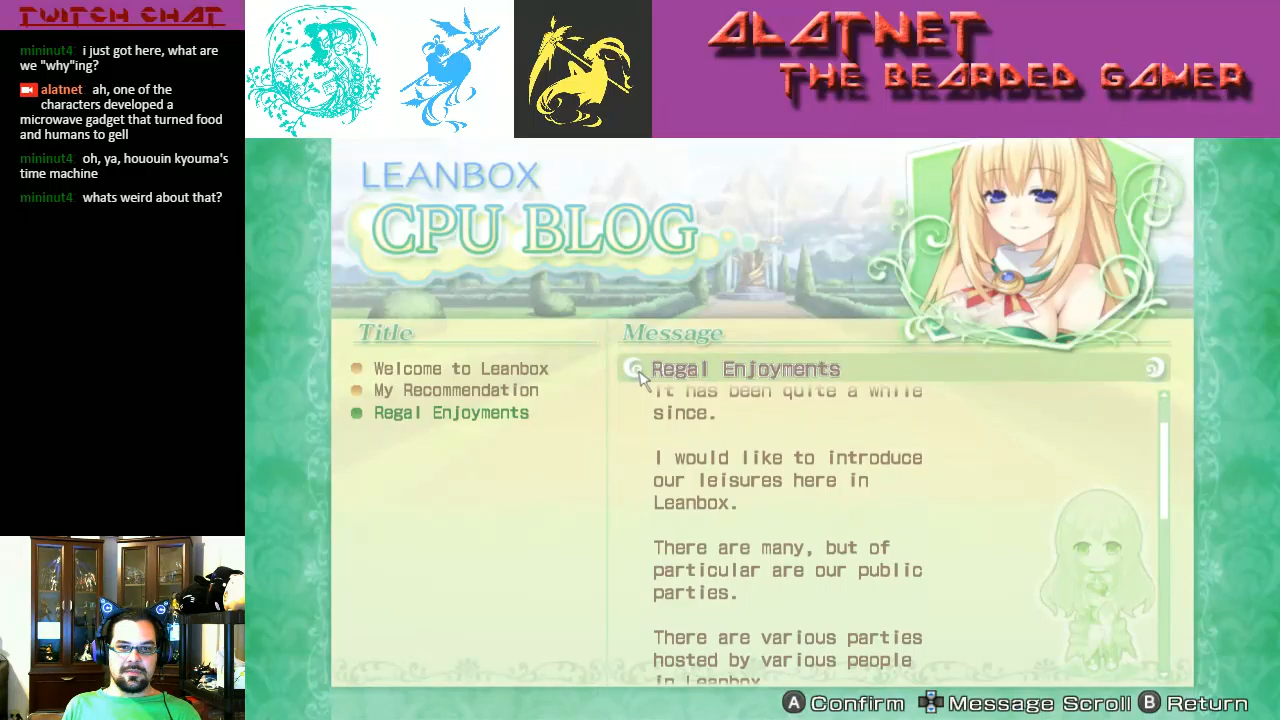 TWITCH CHAT
mininut4: i just got here, what are
we "why"ing?
alatnet: ah, one of the
characters developed a
microwave gadget that turned food
and humans to gell
mininut4: oh, ya, hououin kyouma's
time machine
mininut4: whats weird about that?
ALATNET
THE BEARDED GAMER
LEANBOX
CPU BLOG
Title
Welcome to Leanbox
My Recommendation
Regal Enjoyments
Message
Regal Enjoyments
It has been quite a while
since.
I would like to introduce
our leisures here in
Leanbox.
There are many, but of
particular are our public
parties.
There are various parties
hosted by various people
in Leanbox
A Confirm Message Scroll B Return